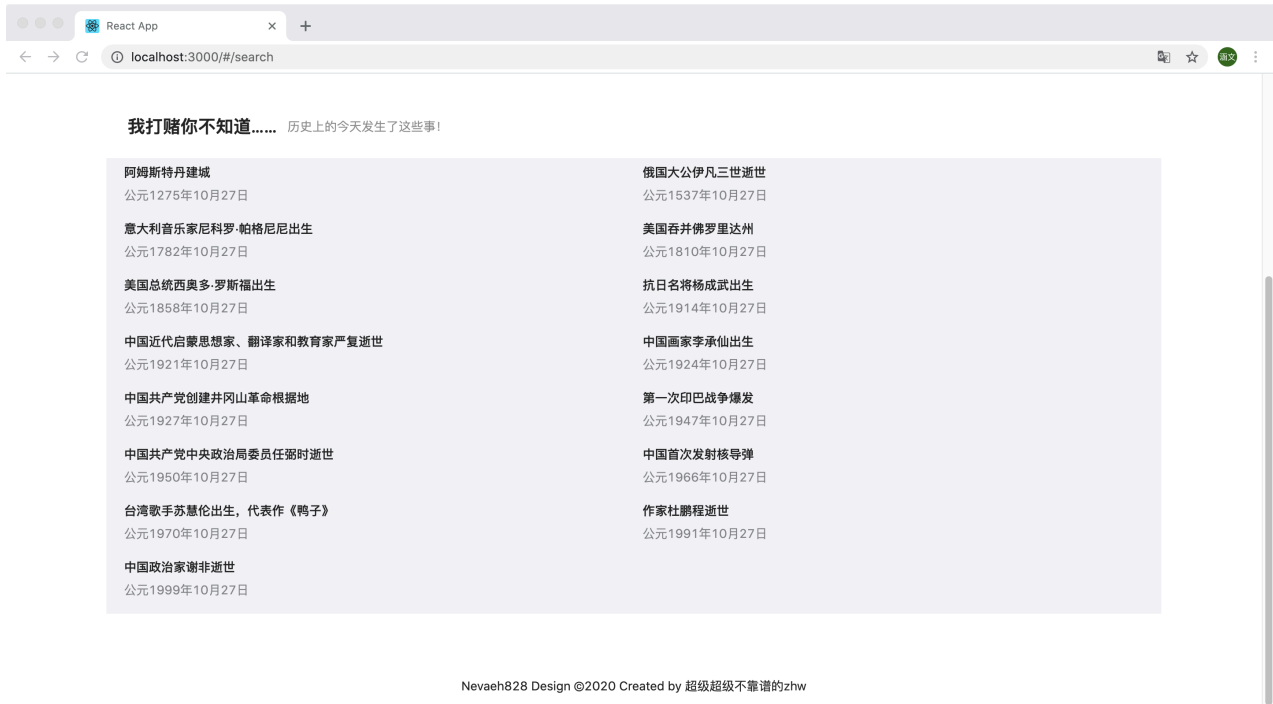 React App
localhost:3000/#/search
涵文
我打赌你不知道…… 历史上的今天发生了这些事！
阿姆斯特丹建城
公元1275年10月27日
俄国大公伊凡三世逝世
公元1537年10月27日
意大利音乐家尼科罗·帕格尼尼出生
公元1782年10月27日
美国吞并佛罗里达州
公元1810年10月27日
美国总统西奥多·罗斯福出生
公元1858年10月27日
抗日名将杨成武出生
公元1914年10月27日
中国近代启蒙思想家、翻译家和教育家严复逝世
公元1921年10月27日
中国画家李承仙出生
公元1924年10月27日
中国共产党创建井冈山革命根据地
公元1927年10月27日
第一次印巴战争爆发
公元1947年10月27日
中国共产党中央政治局委员任弼时逝世
公元1950年10月27日
中国首次发射核导弹
公元1966年10月27日
台湾歌手苏慧伦出生，代表作《鸭子》
公元1970年10月27日
作家杜鹏程逝世
公元1991年10月27日
中国政治家谢非逝世
公元1999年10月27日
Nevaeh828 Design ©2020 Created by 超级超级不靠谱的zhw